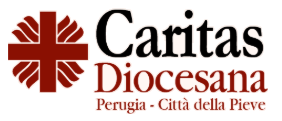 Caritas
Diocesana
Perugia - Città della Pieve